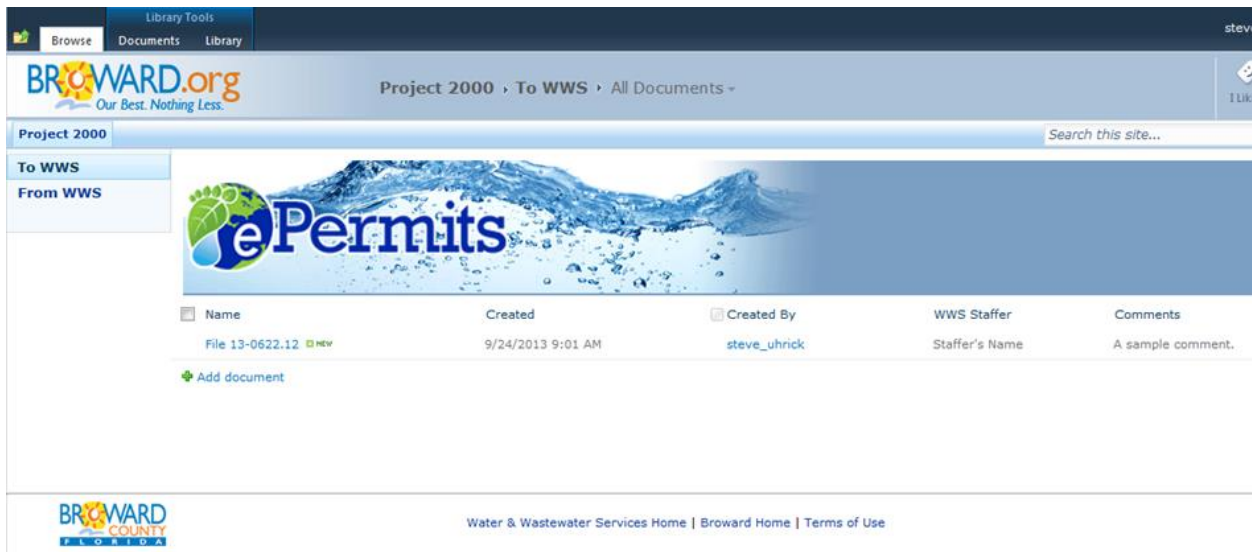 Library Tools
Browse Documents Library
BROWARD.org
Our Best. Nothing Less.
Project 2000 › To WWS › All Documents
Project 2000
Search this site...
To WWS
From WWS
ePermits
Name Created Created By WWS Staffer Comments
File 13-0622.12 NEW 9/24/2013 9:01 AM steve_uhrick Staffer's Name A sample comment.
Add document
BROWARD
COUNTY
FLORIDA
Water & Wastewater Services Home | Broward Home | Terms of Use